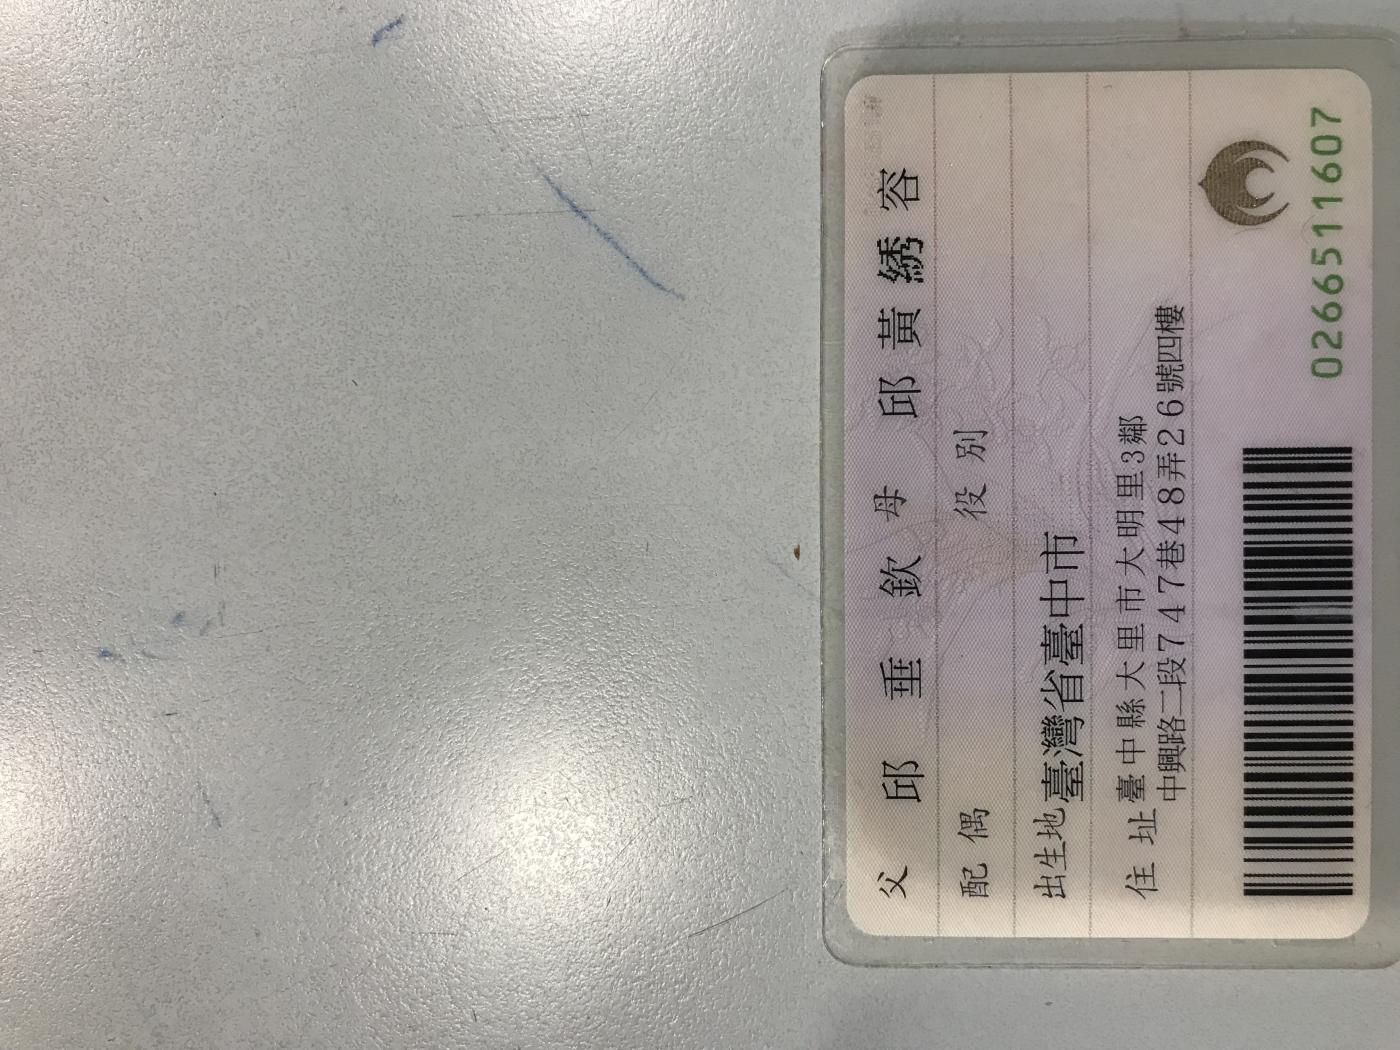 父 邱垂欽 母 邱黃綉容
配偶 役別
出生地 臺灣省臺中市
住址 臺中縣大里市大明里3鄰
中興路二段747巷48弄26號四樓
0266511607